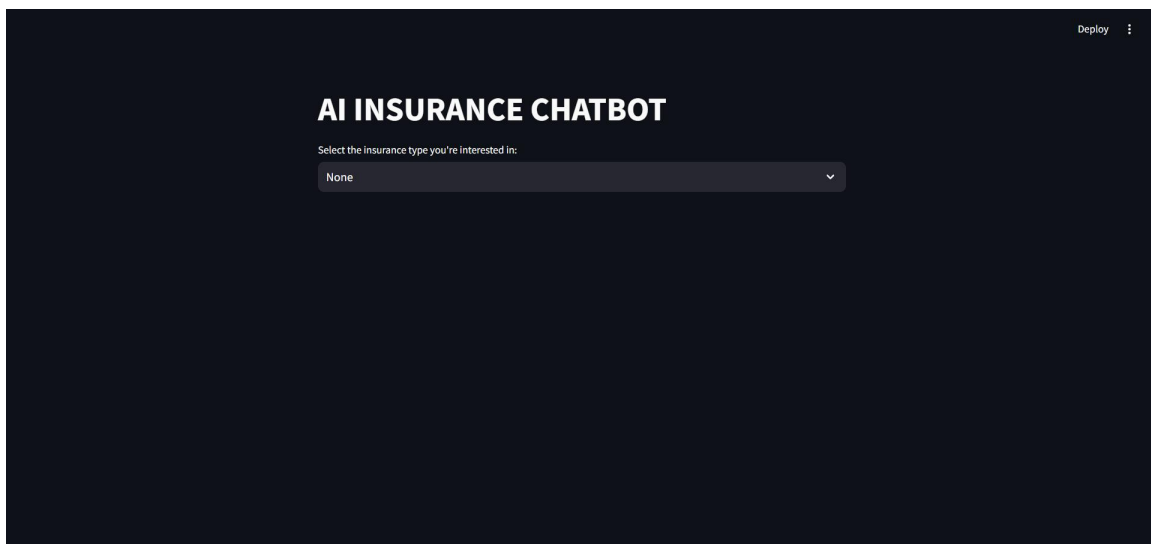 Deploy
AI INSURANCE CHATBOT
Select the insurance type you're interested in:
None